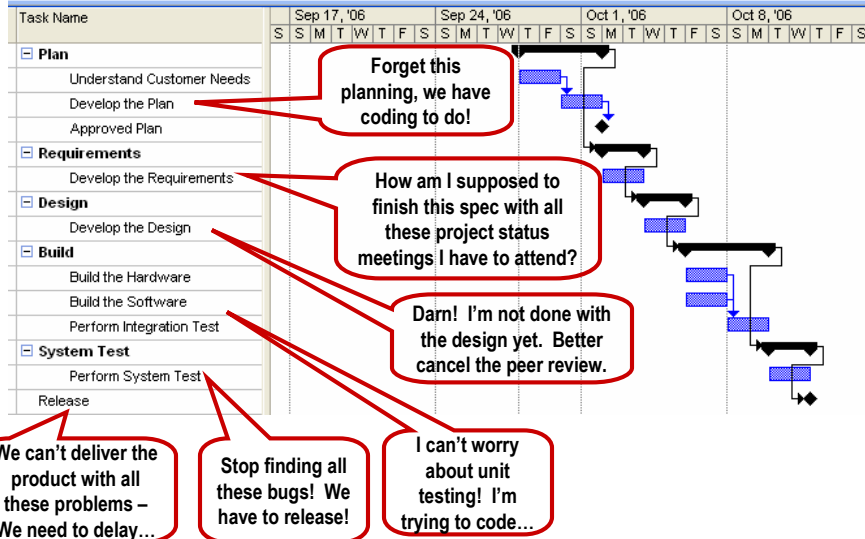 Task Name
Sep 17, '06 Sep 24, '06 Oct 1, '06 Oct 8, '06
S S M T W T F S S M T W T F S S M T W T F S S M T W T F S
Plan
Understand Customer Needs
Develop the Plan
Approved Plan
Requirements
Develop the Requirements
Design
Develop the Design
Build
Build the Hardware
Build the Software
Perform Integration Test
System Test
Perform System Test
Release
Forget this
planning, we have
coding to do!
How am I supposed to
finish this spec with all
these project status
meetings I have to attend?
Darn! I'm not done with
the design yet. Better
cancel the peer review.
We can't deliver the
product with all
these problems –
We need to delay…
Stop finding all
these bugs! We
have to release!
I can't worry
about unit
testing! I'm
trying to code…